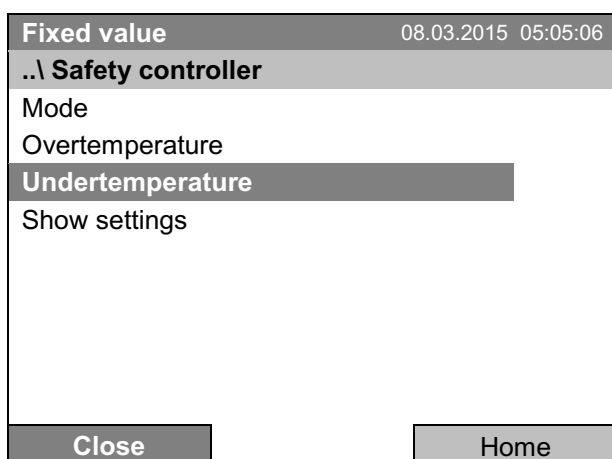 Fixed value 08.03.2015 05:05:06
..\ Safety controller
Mode
Overtemperature
Undertemperature
Show settings
Close Home